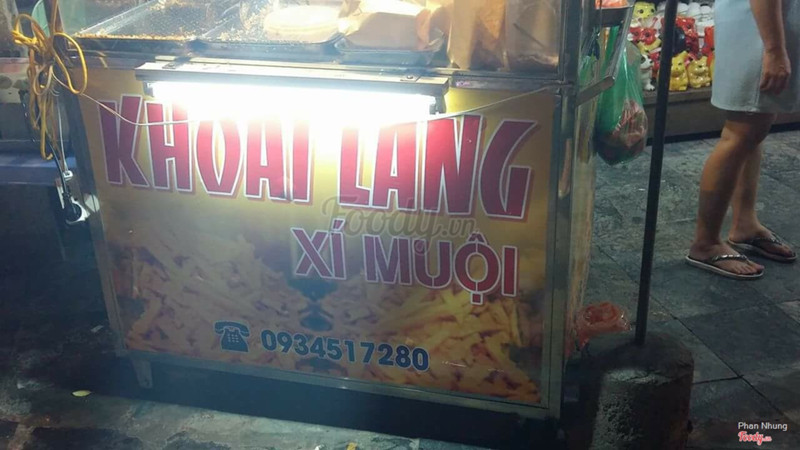 KHOAI LANG
Foody.vn
XÍ MUỘI
0934517280
Phan Nhung
Foody.vn